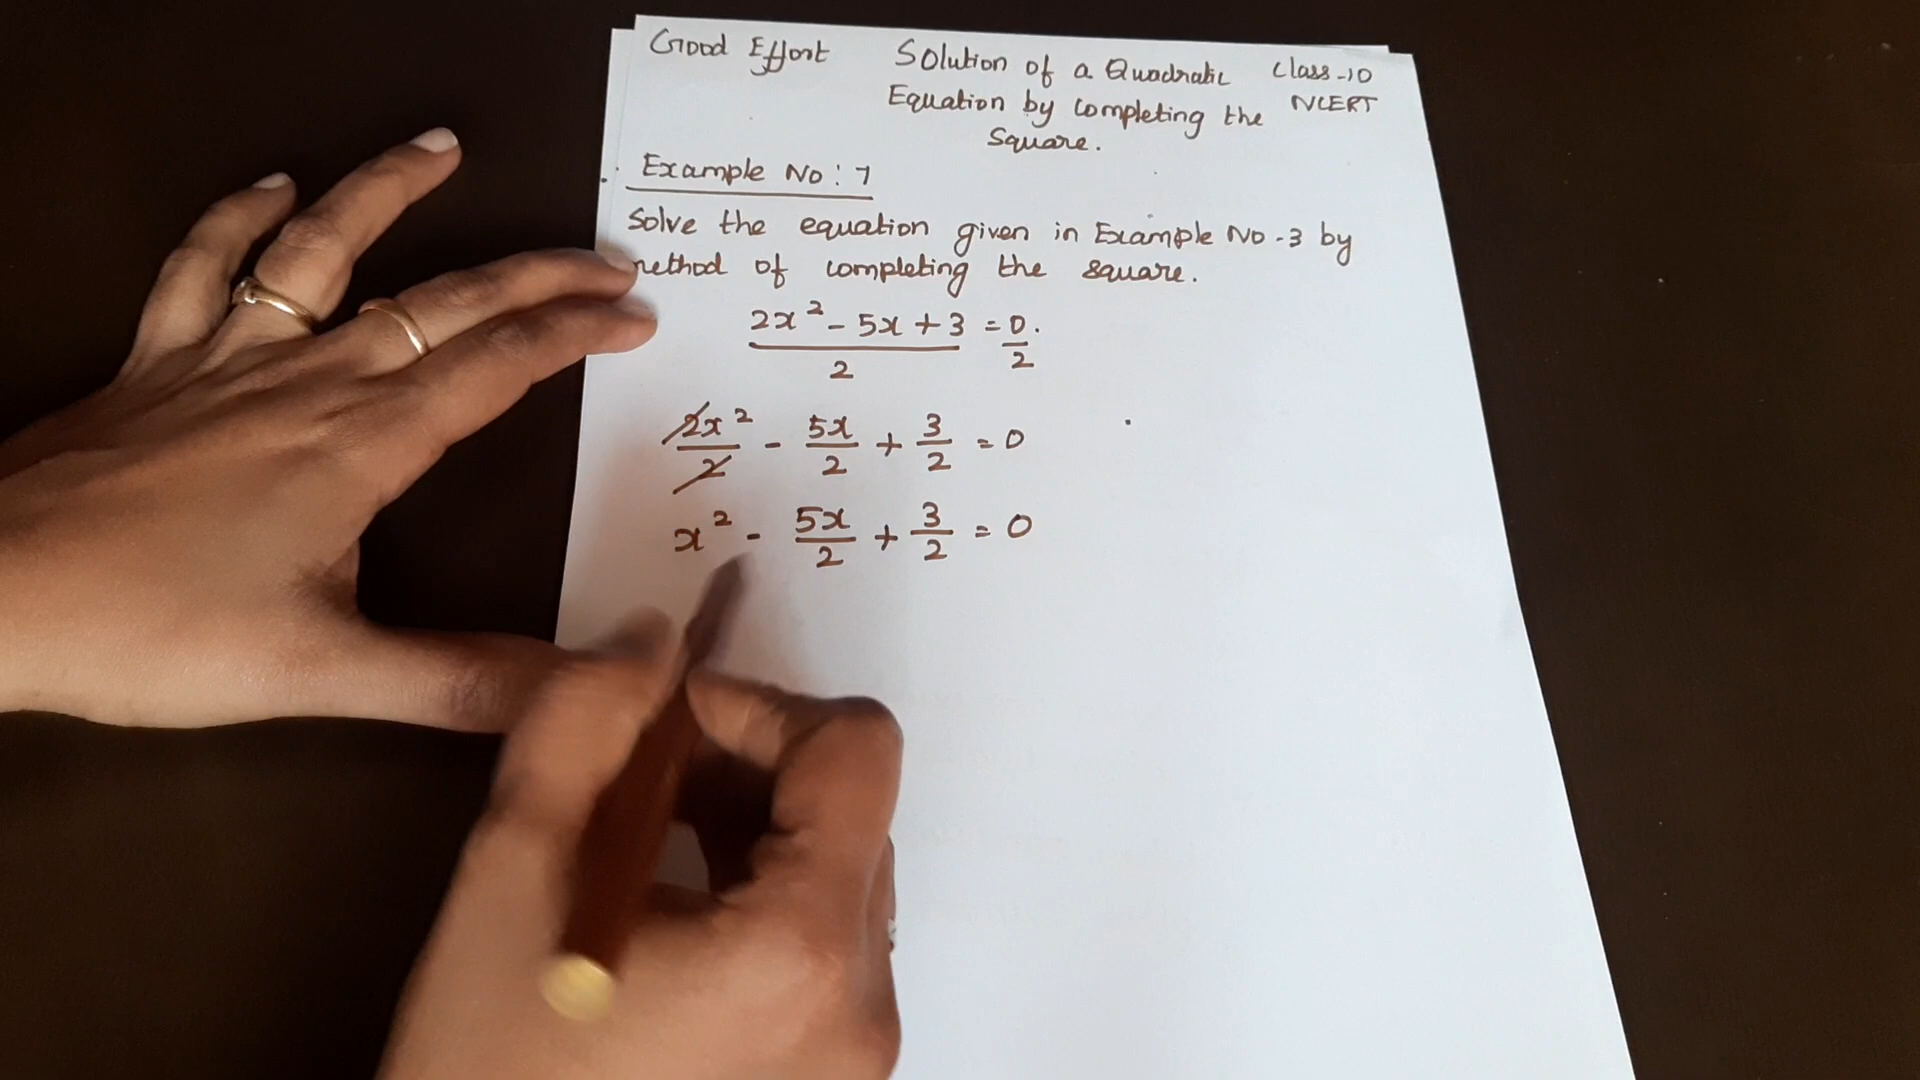 Good Effort
Solution of a Quadratic
Equation by completing the
Square.
Class-10
NCERT
Example No: 7
Solve the equation given in Example No-3 by
method of completing the square.
2x² - 5x + 3 = 0.
2 2
2x² / 2 - 5x / 2 + 3 / 2 = 0
x² - 5x / 2 + 3 / 2 = 0